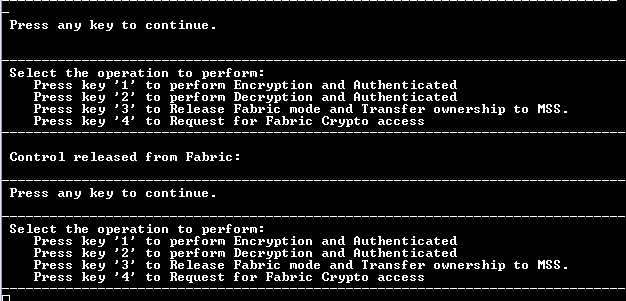 Press any key to continue.
Select the operation to perform:
Press key '1' to perform Encryption and Authenticated
Press key '2' to perform Decryption and Authenticated
Press key '3' to Release Fabric mode and Transfer ownership to MSS.
Press key '4' to Request for Fabric Crypto access
Control released from Fabric:
Press any key to continue.
Select the operation to perform:
Press key '1' to perform Encryption and Authenticated
Press key '2' to perform Decryption and Authenticated
Press key '3' to Release Fabric mode and Transfer ownership to MSS.
Press key '4' to Request for Fabric Crypto access